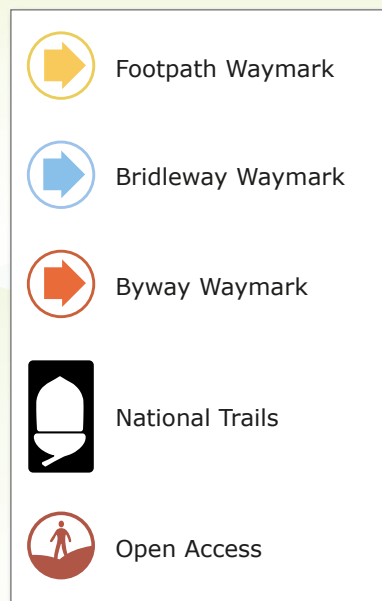 Footpath Waymark
Bridleway Waymark
Byway Waymark
National Trails
Open Access